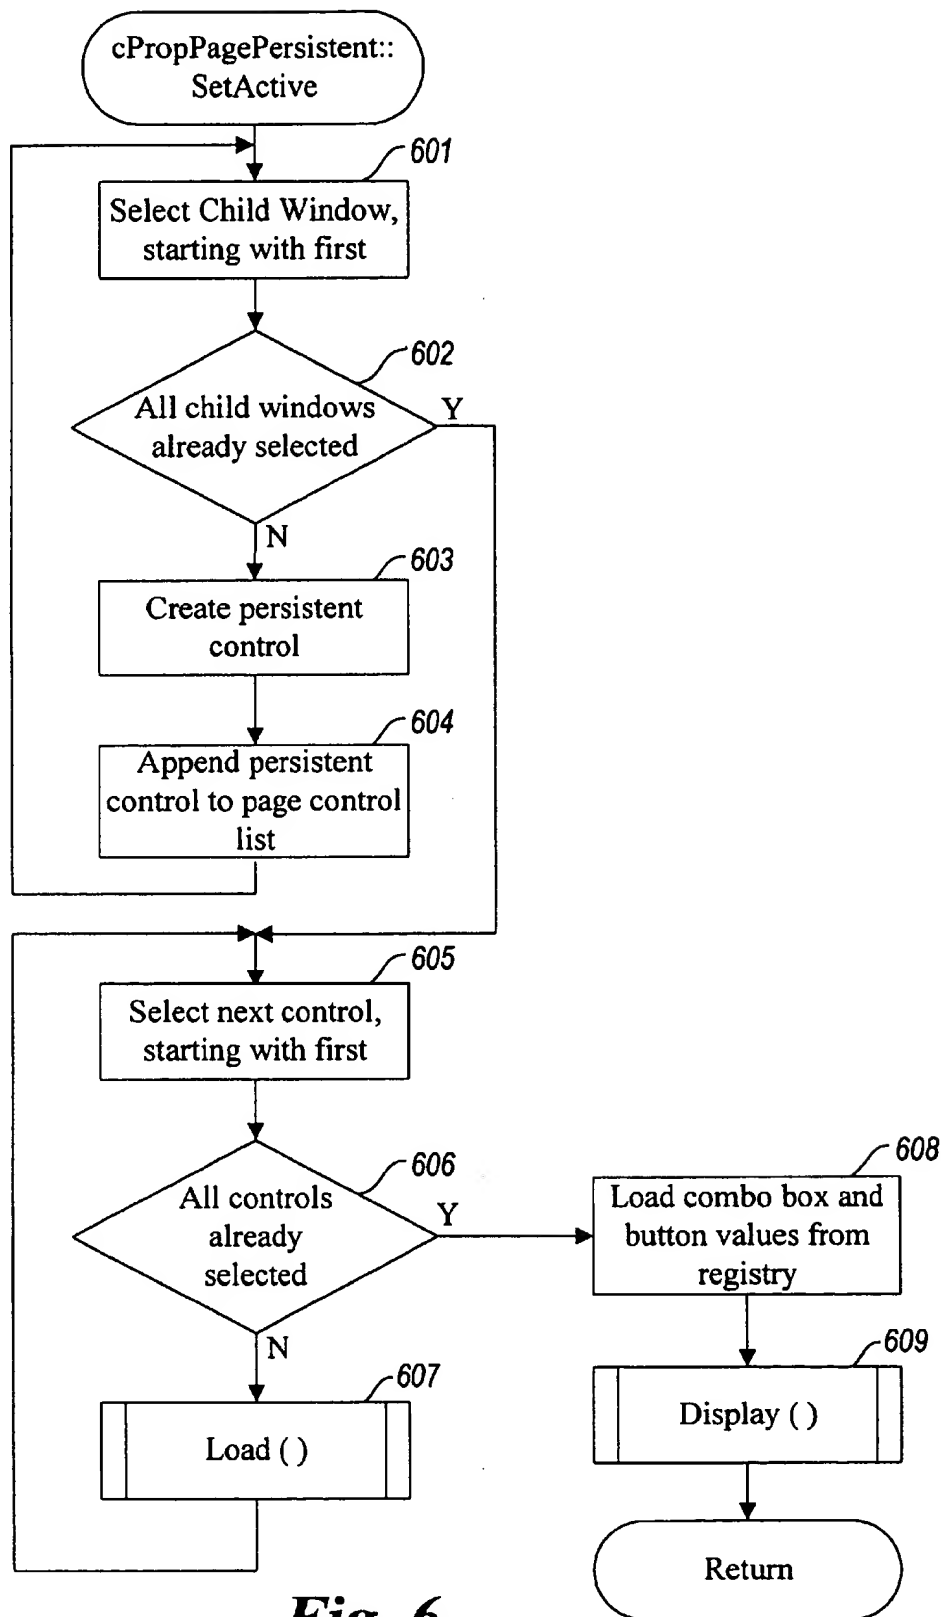 cPropPagePersistent::
SetActive
601
Select Child Window,
starting with first
602
All child windows
already selected
Y
N
603
Create persistent
control
604
Append persistent
control to page control
list
605
Select next control,
starting with first
606
All controls
already
selected
Y
N
607
Load ( )
608
Load combo box and
button values from
registry
609
Display ( )
Return
Fig. 6